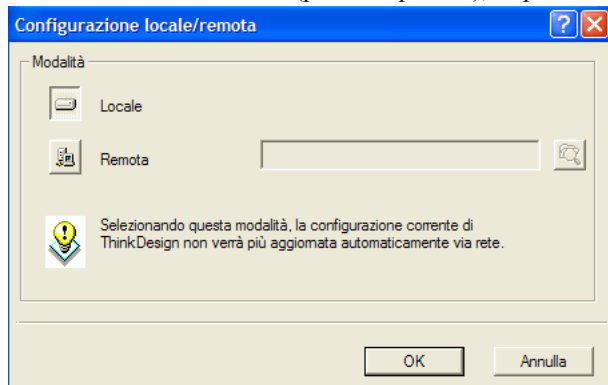 Configurazione locale/remota
Modalità
Locale
Remota
Selezionando questa modalità, la configurazione corrente di
ThinkDesign non verrà più aggiornata automaticamente via rete.
OK
Annulla